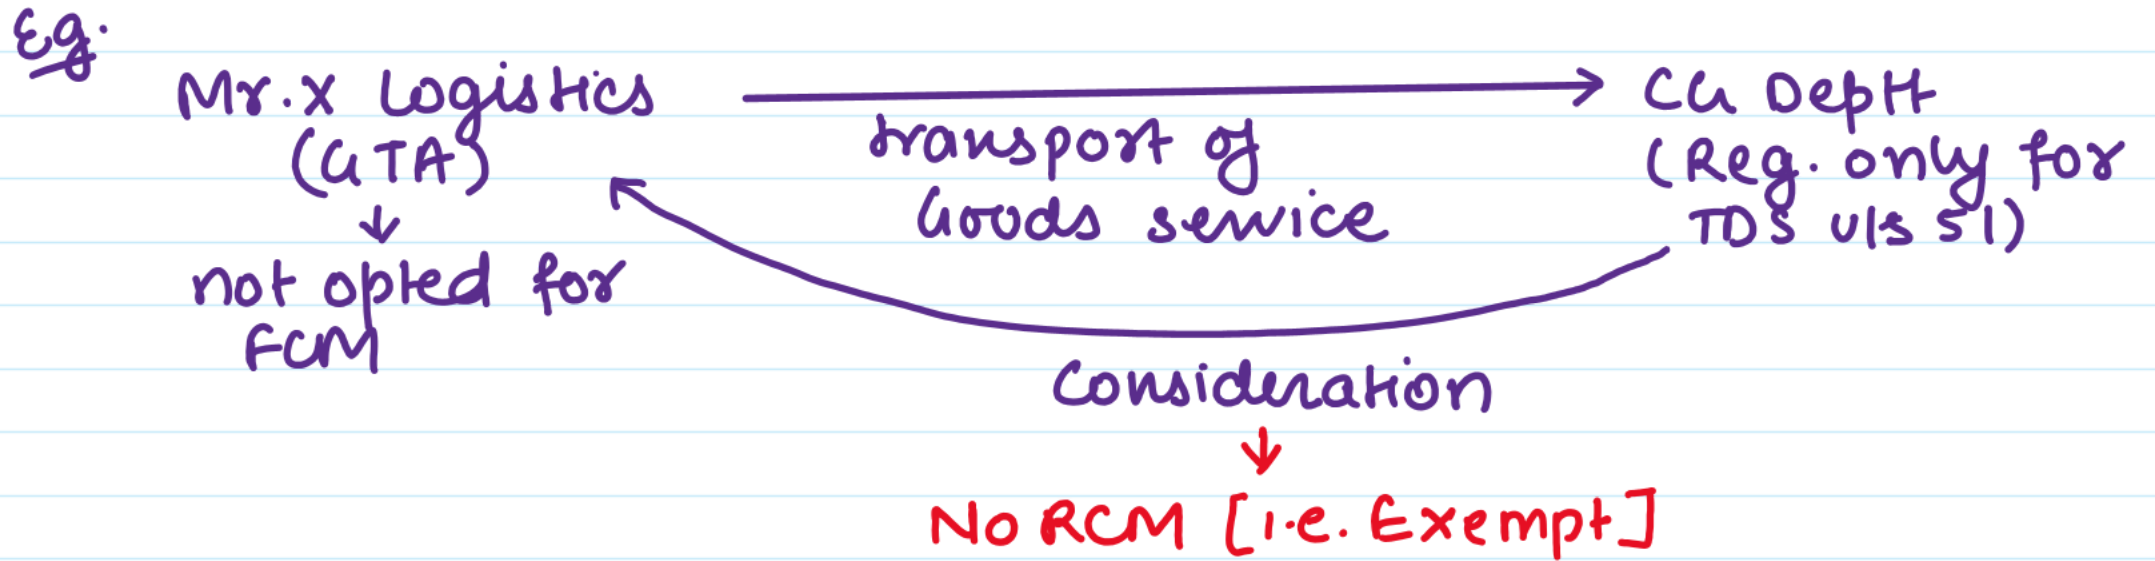 Eg.
Mr. X Logistics
(GTA)
↓
not opted for
FCM
transport of
Goods service
CG Deptt
(Reg. only for
TDS u/s 51)
Consideration
↓
No RCM [i.e. Exempt]